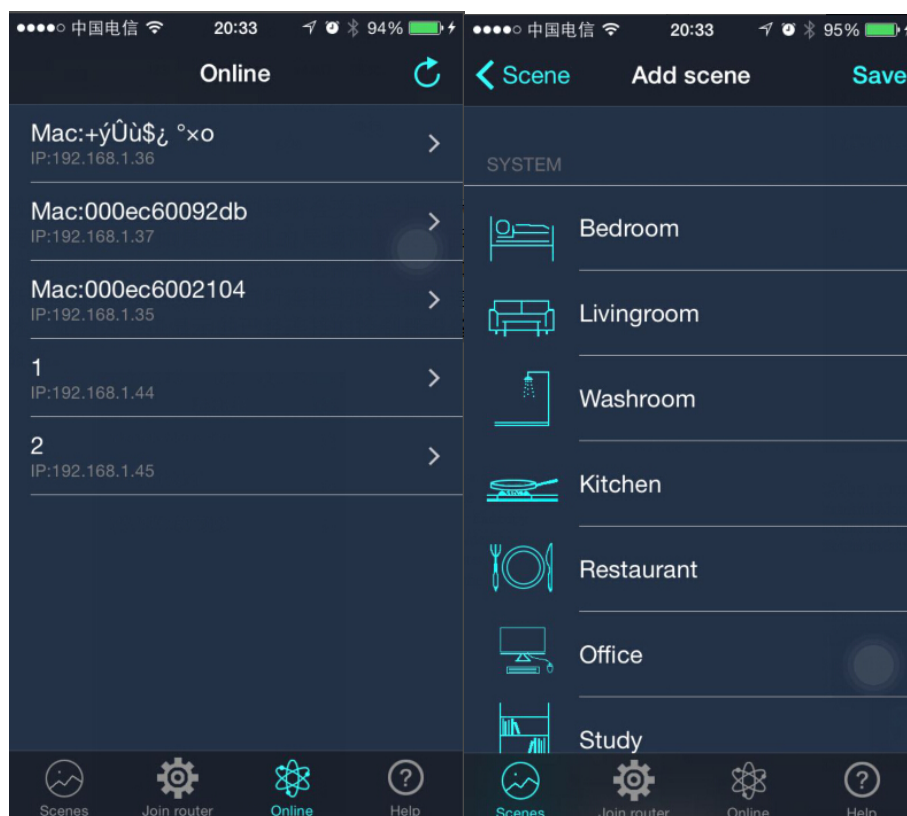 中国电信 20:33 94%
Online
Mac:+ýÛù$¿ °×o
IP:192.168.1.36
Mac:000ec60092db
IP:192.168.1.37
Mac:000ec6002104
IP:192.168.1.35
1
IP:192.168.1.44
2
IP:192.168.1.45
Scenes Join router Online Help
中国电信 20:33 95%
Scene Add scene Save
SYSTEM
Bedroom
Livingroom
Washroom
Kitchen
Restaurant
Office
Study
Scenes Join router Online Help